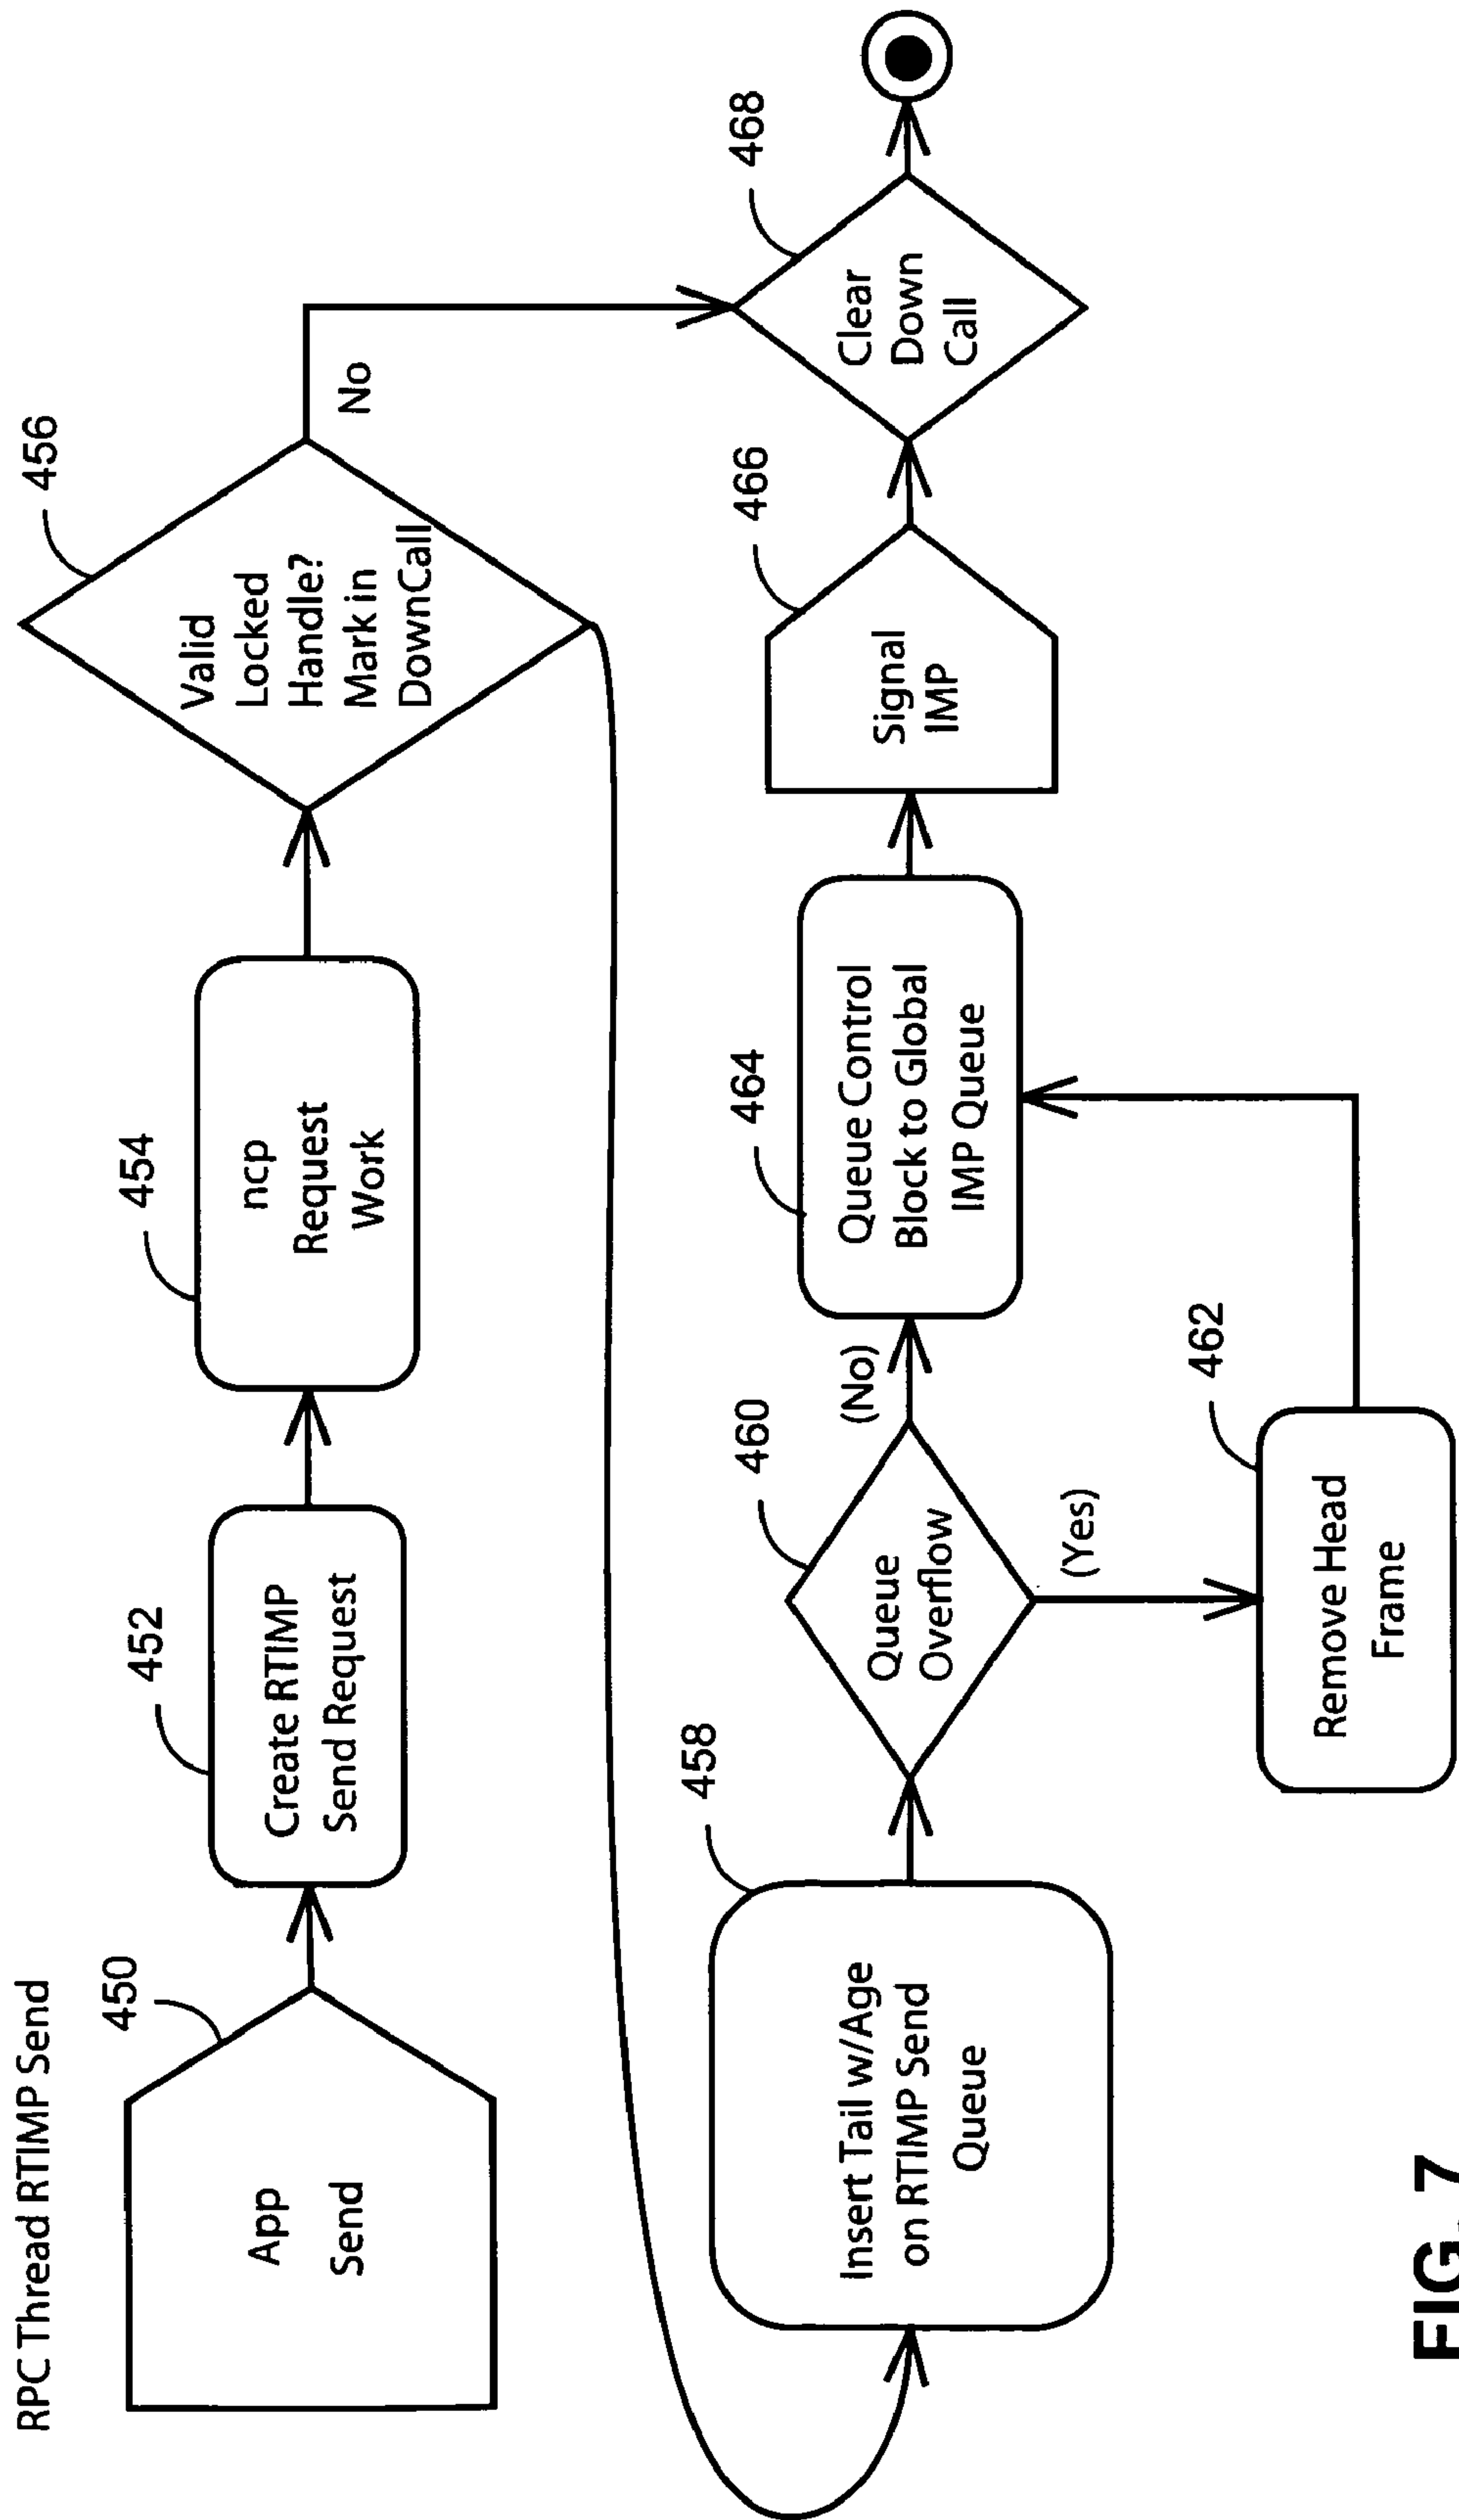 RPC Thread RTIMP Send
450
App
Send
452
Create RTIMP
Send Request
454
ncp
Request
Work
456
Valid
Locked
Handle?
Mark in
DownCall
No
458
Insert Tail w/Age
on RTIMP Send
Queue
460
Queue
Overflow
(No)
(Yes)
462
Remove Head
Frame
464
Queue Control
Block to Global
IMP Queue
466
Signal
IMP
468
Clear
Down
Call
FIG. 7